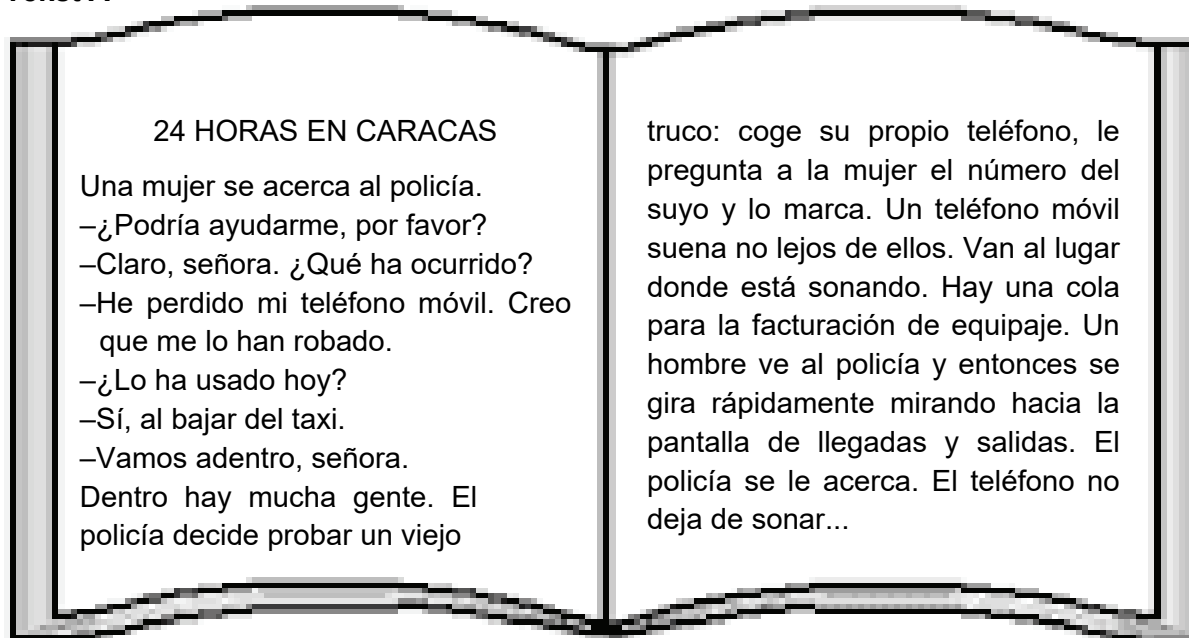 24 HORAS EN CARACAS
Una mujer se acerca al policía.
–¿Podría ayudarme, por favor?
–Claro, señora. ¿Qué ha ocurrido?
–He perdido mi teléfono móvil. Creo
que me lo han robado.
–¿Lo ha usado hoy?
–Sí, al bajar del taxi.
–Vamos adentro, señora.
Dentro hay mucha gente. El
policía decide probar un viejo
truco: coge su propio teléfono, le
pregunta a la mujer el número del
suyo y lo marca. Un teléfono móvil
suena no lejos de ellos. Van al lugar
donde está sonando. Hay una cola
para la facturación de equipaje. Un
hombre ve al policía y entonces se
gira rápidamente mirando hacia la
pantalla de llegadas y salidas. El
policía se le acerca. El teléfono no
deja de sonar...